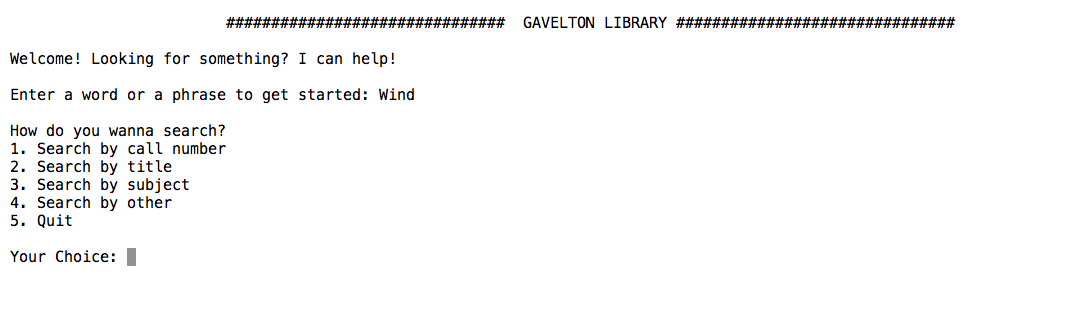 ############################### GAVELTON LIBRARY ###############################
Welcome! Looking for something? I can help!
Enter a word or a phrase to get started: Wind
How do you wanna search?
1. Search by call number
2. Search by title
3. Search by subject
4. Search by other
5. Quit
Your Choice: